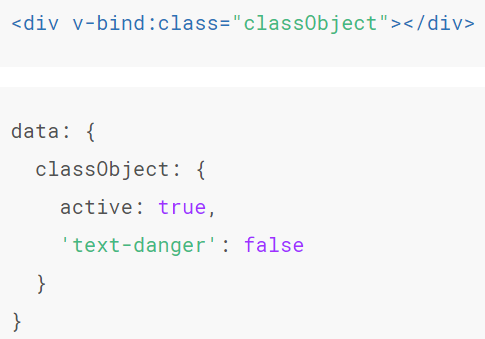 <div v-bind:class="classObject"></div>
data: {
  classObject: {
    active: true,
    'text-danger': false
  }
}